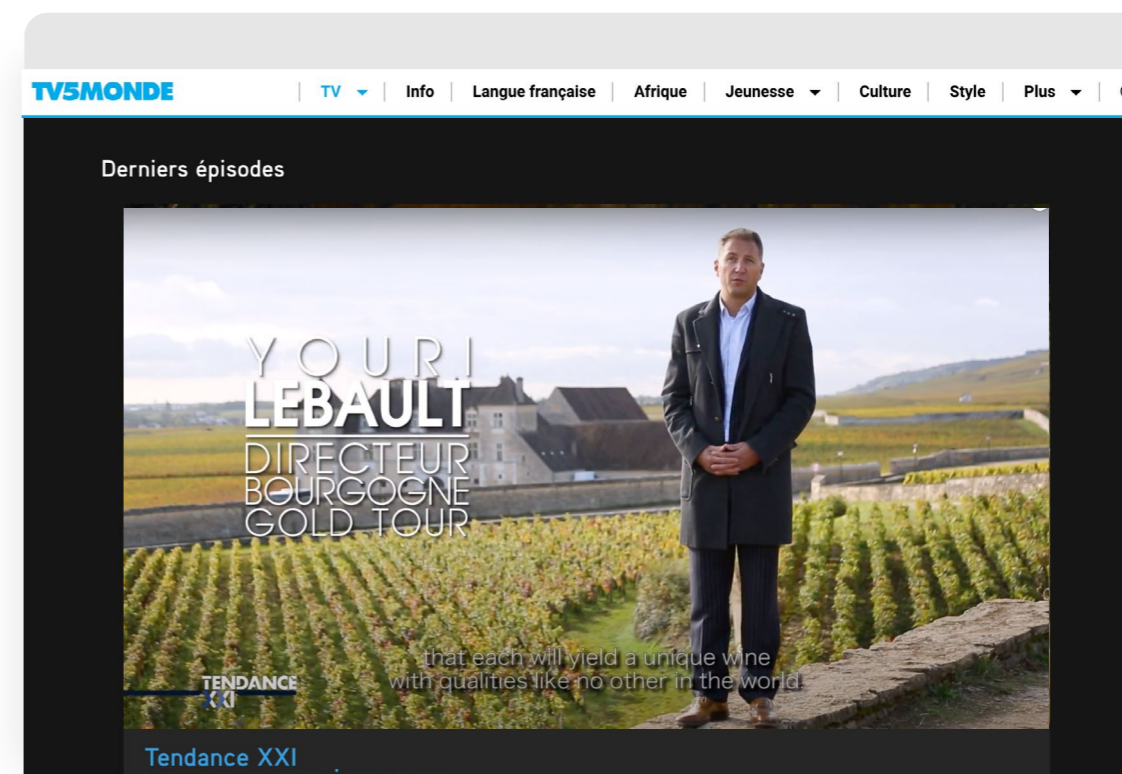 TV5MONDE
TV
Info
Langue française
Afrique
Jeunesse
Culture
Style
Plus
Derniers épisodes
YOURI
LEBAULT
DIRECTEUR
BOURGOGNE
GOLD TOUR
that each will yield a unique wine
with qualities like no other in the world
TENDANCE
XXI
Tendance XXI